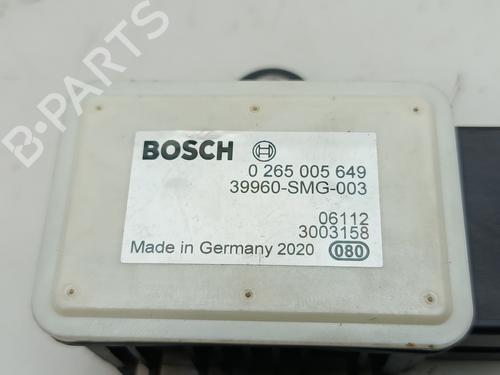 B-PARTS
BOSCH
0 265 005 649
39960-SMG-003
06112
3003158
Made in Germany 2020 080